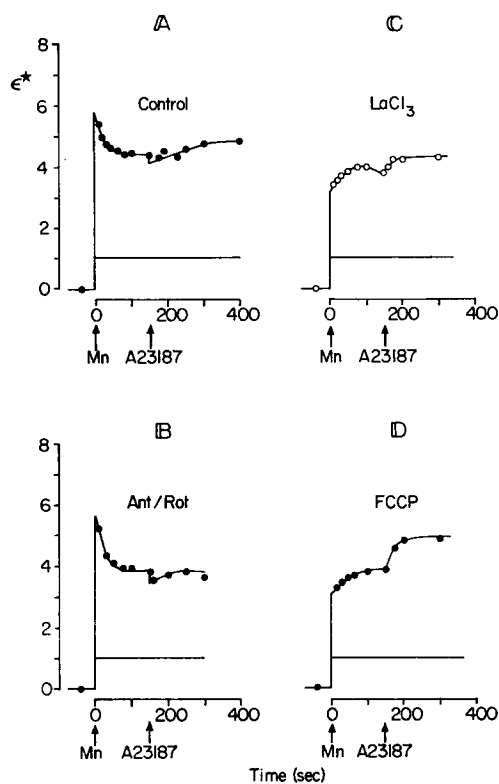 A
ε*
8
6
4
2
0
Control
0 200 400
Mn A23187
C
LaCl3
0 200 400
Mn A23187
B
8
6
4
2
0
Ant/Rot
0 200 400
Mn A23187
D
FCCP
0 200 400
Mn A23187
Time (sec)